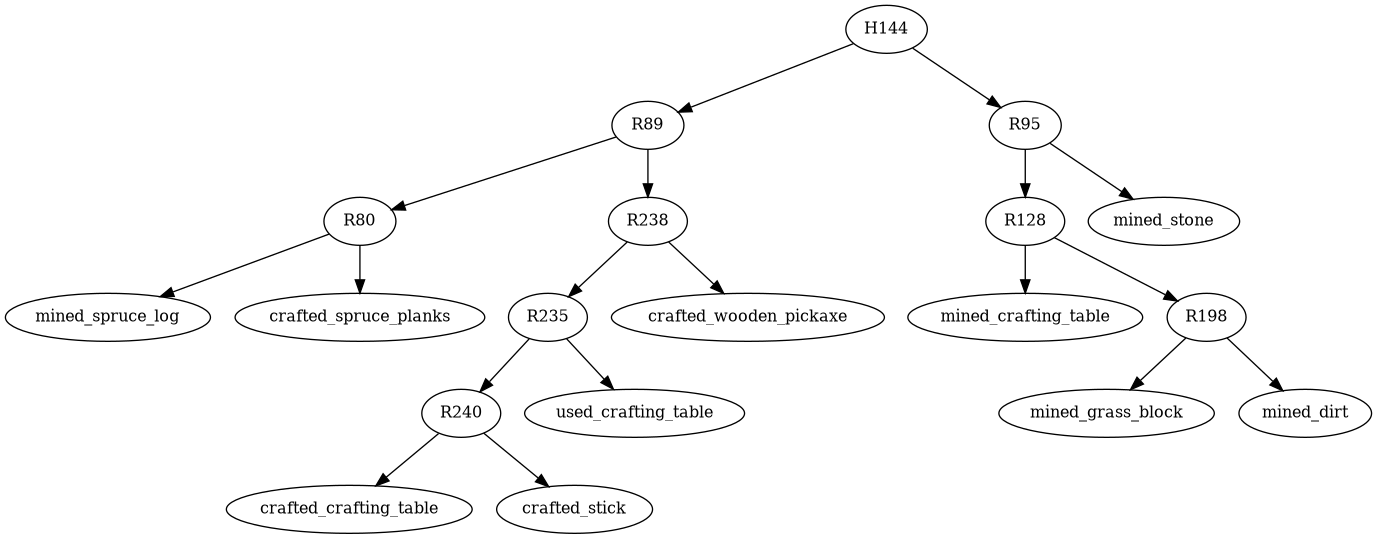 H144
R89
R95
R80
R238
R128
mined_stone
mined_spruce_log
crafted_spruce_planks
R235
crafted_wooden_pickaxe
mined_crafting_table
R198
R240
used_crafting_table
mined_grass_block
mined_dirt
crafted_crafting_table
crafted_stick